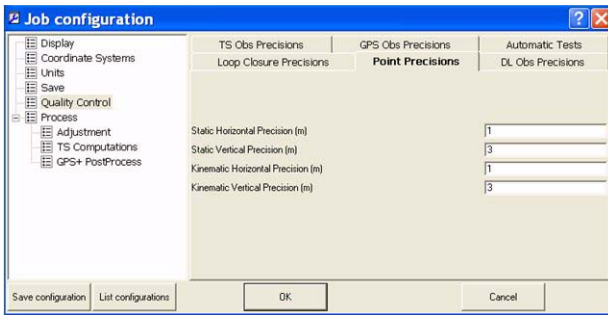 Job configuration
Display
Coordinate Systems
Units
Save
Quality Control
Process
Adjustment
TS Computations
GPS+ PostProcess
TS Obs Precisions GPS Obs Precisions Automatic Tests
Loop Closure Precisions Point Precisions DL Obs Precisions
Static Horizontal Precision (m) 1
Static Vertical Precision (m) 3
Kinematic Horizontal Precision (m) 1
Kinematic Vertical Precision (m) 3
Save configuration List configurations OK Cancel